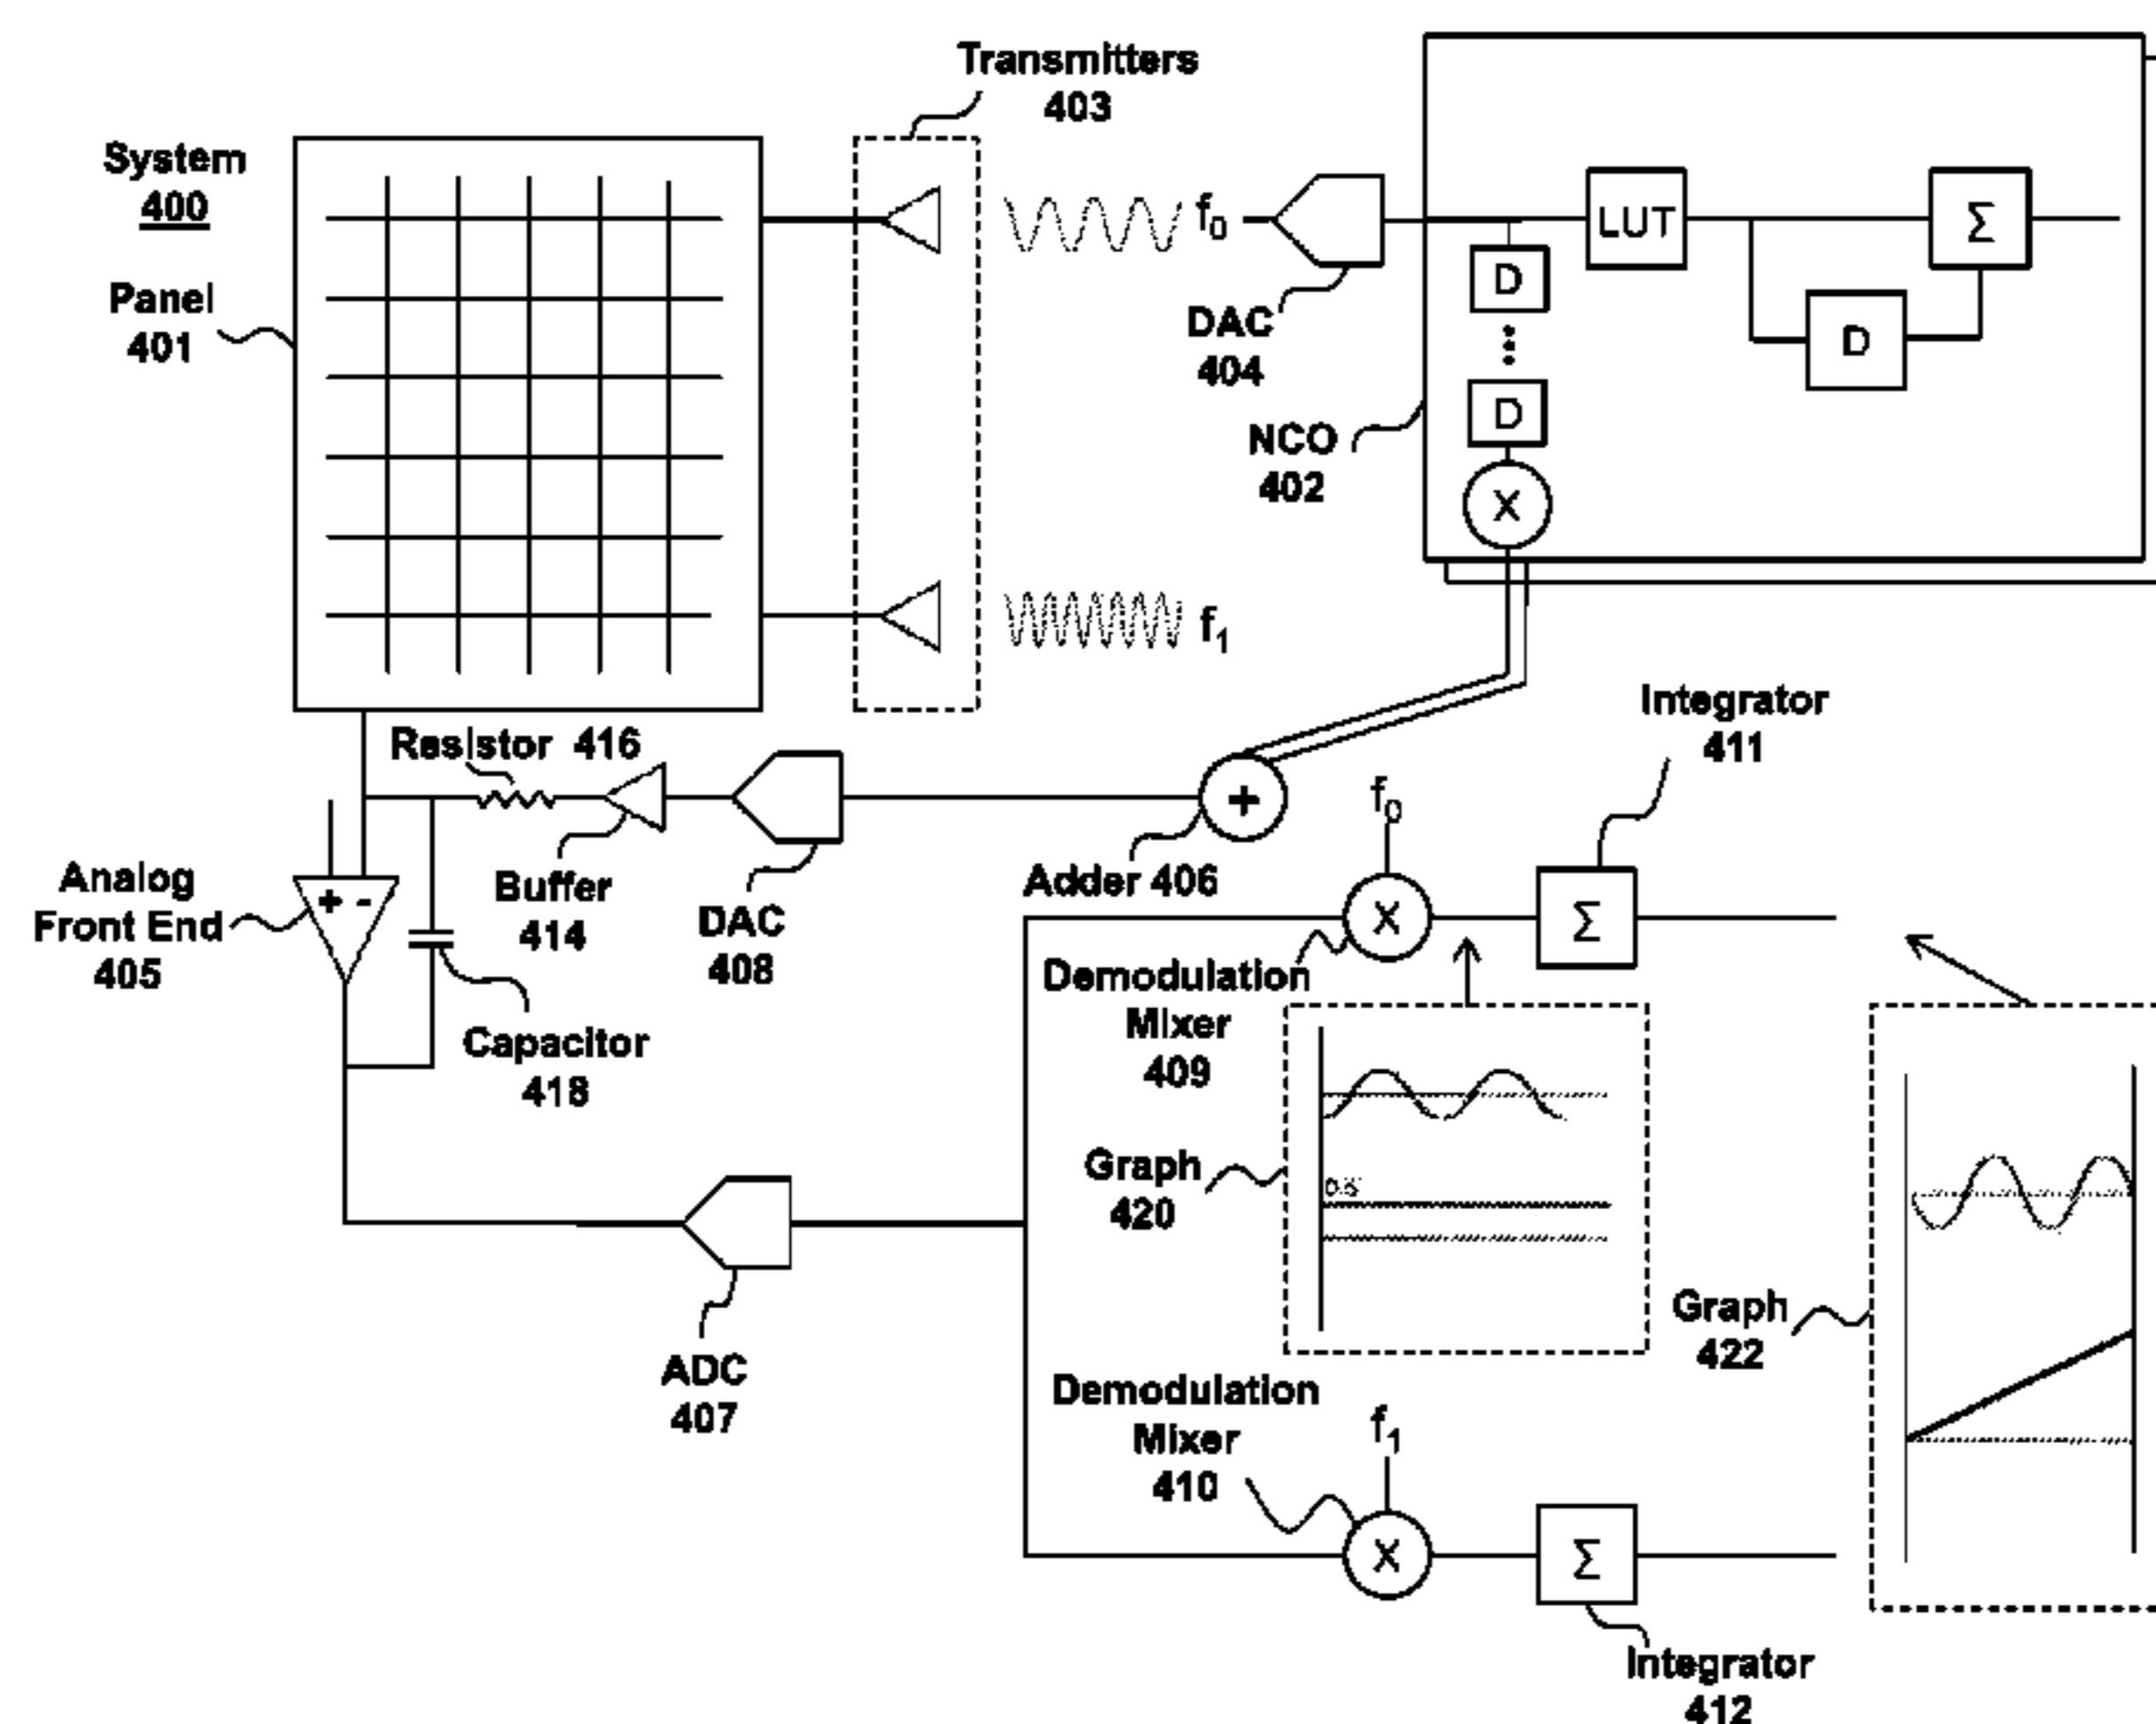 Transmitters
403
System
400
Panel
401
f0
DAC
404
LUT
Σ
D
D
D
NCO
402
X
f1
Resistor 416
Integrator
411
f0
+
Adder 406
Analog
Front End
405
+ -
Buffer
414
DAC
408
X
Σ
Demodulation
Mixer
409
Capacitor
418
Graph
420
Graph
422
ADC
407
Demodulation
Mixer
410
f1
X
Σ
Integrator
412